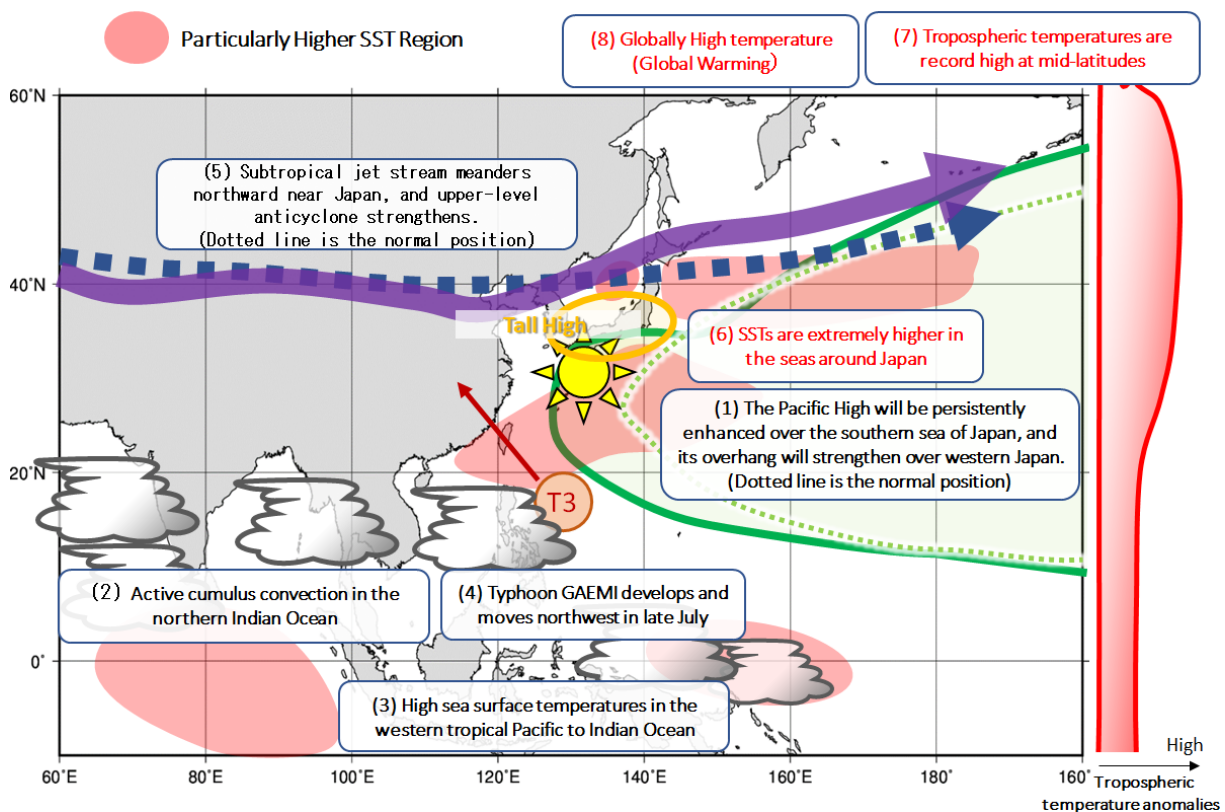 Particularly Higher SST Region
(8) Globally High temperature
(Global Warming)
(7) Tropospheric temperatures are
record high at mid-latitudes
60°N
(5) Subtropical jet stream meanders
northward near Japan, and upper-level
anticyclone strengthens.
(Dotted line is the normal position)
40°N
Tall High
(6) SSTs are extremely higher in
the seas around Japan
(1) The Pacific High will be persistently
enhanced over the southern sea of Japan, and
its overhang will strengthen over western Japan.
(Dotted line is the normal position)
20°N
T3
(2) Active cumulus convection in the
northern Indian Ocean
(4) Typhoon GAEMI develops and
moves northwest in late July
0°
(3) High sea surface temperatures in the
western tropical Pacific to Indian Ocean
60°E
80°E
100°E
120°E
140°E
160°E
180°
160°
High
Tropospheric
temperature anomalies